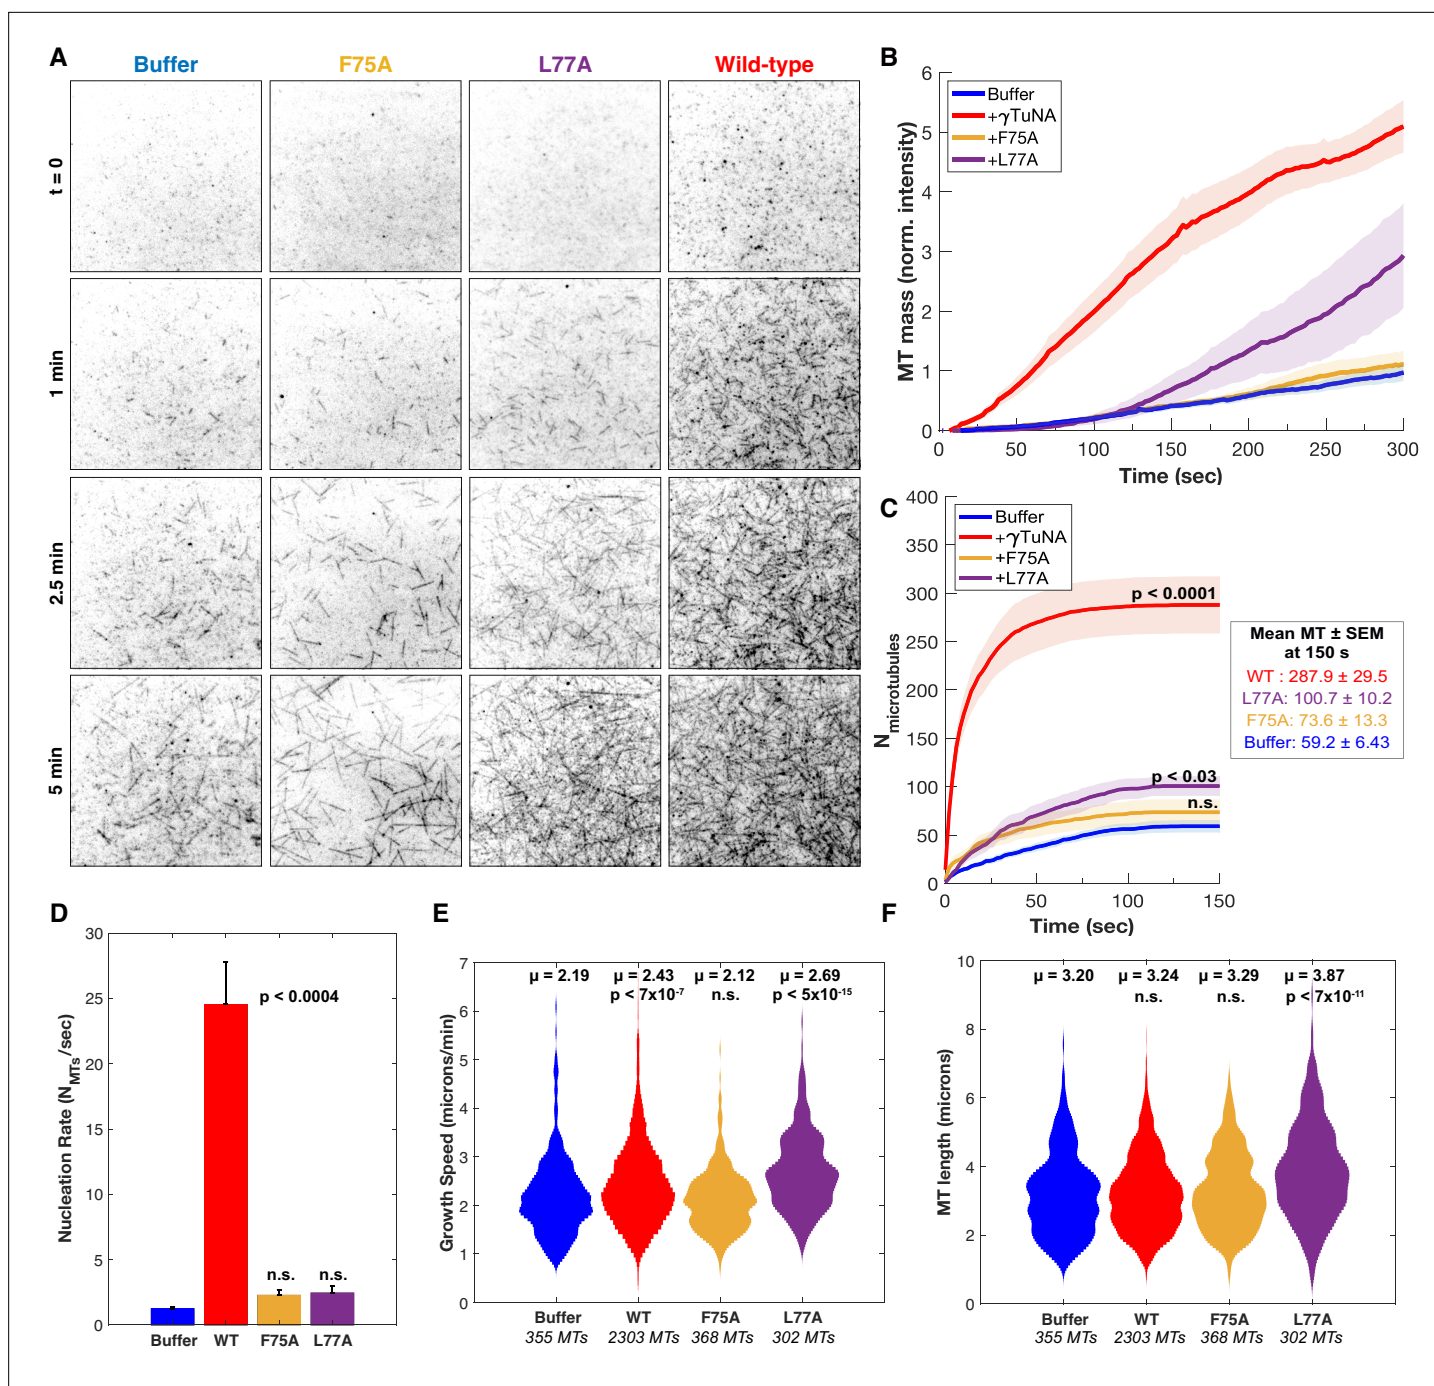 A
Buffer
F75A
L77A
Wild-type
t = 0
1 min
2.5 min
5 min
B
6
5
4
3
2
1
0
MT mass (norm. intensity)
Buffer
+γTuNA
+F75A
+L77A
0
50
100
150
200
250
300
Time (sec)
C
400
350
300
250
200
150
100
50
0
N microtubules
Buffer
+γTuNA
+F75A
+L77A
p < 0.0001
p < 0.03
n.s.
0
50
100
150
Time (sec)
Mean MT ± SEM
at 150 s
WT : 287.9 ± 29.5
L77A: 100.7 ± 10.2
F75A: 73.6 ± 13.3
Buffer: 59.2 ± 6.43
D
30
25
20
15
10
5
0
Nucleation Rate (N MTs/sec)
p < 0.0004
n.s.
n.s.
Buffer
WT
F75A
L77A
E
7
6
5
4
3
2
1
0
Growth Speed (microns/min)
μ = 2.19
μ = 2.43
μ = 2.12
μ = 2.69
p < 7x10⁻⁷
n.s.
p < 5x10⁻¹⁵
Buffer
WT
F75A
L77A
355 MTs
2303 MTs
368 MTs
302 MTs
F
10
8
6
4
2
0
MT length (microns)
μ = 3.20
μ = 3.24
μ = 3.29
μ = 3.87
n.s.
n.s.
p < 7x10⁻¹¹
Buffer
WT
F75A
L77A
355 MTs
2303 MTs
368 MTs
302 MTs